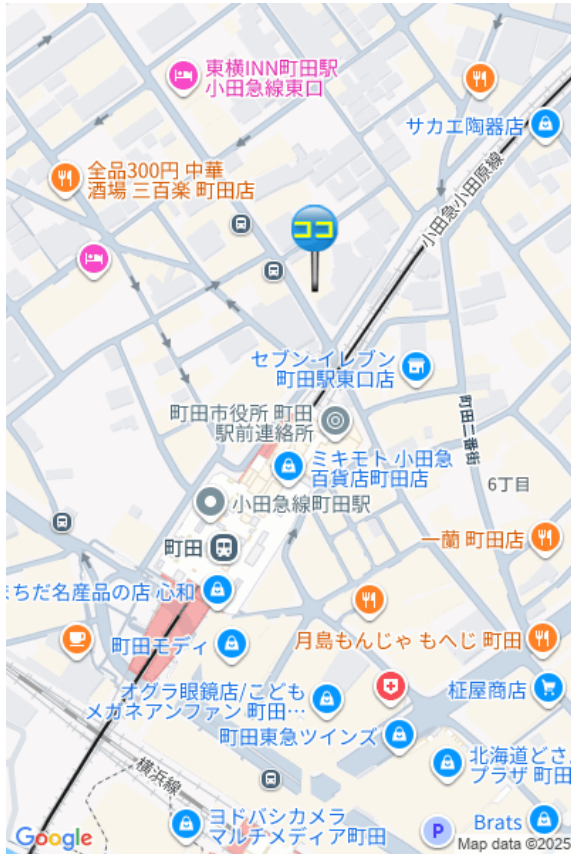 東横INN町田駅
小田急線東口
サカエ陶器店
全品300円 中華
酒場 三百楽 町田店
小田急小田原線
ココ
セブン-イレブン
町田駅東口店
町田市役所 町田
駅前連絡所
町田二番街
ミキモト 小田急
百貨店町田店
6丁目
小田急線町田駅
一蘭 町田店
町田
まちだ名産品の店 心和
町田モディ
月島もんじゃ もへじ 町田
オグラ眼鏡店/こども
メガネアンファン 町田…
柾屋商店
町田東急ツインズ
北海道どさ..
プラザ 町田
横浜線
ヨドバシカメラ
マルチメディア町田
P
Brats
Google
Map data ©2025